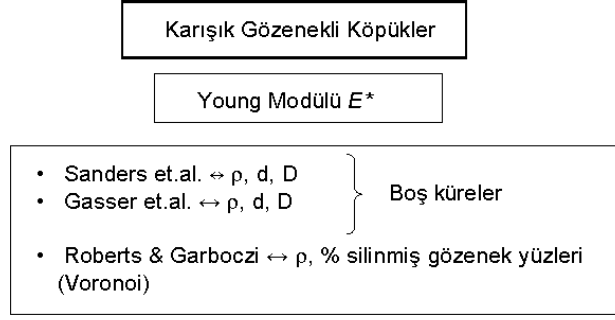 Karışık Gözenekli Köpükler
Young Modülü E*
• Sanders et.al. ↔ ρ, d, D
• Gasser et.al. ↔ ρ, d, D
Boş küreler
• Roberts & Garboczi ↔ ρ, % silinmiş gözenek yüzleri
(Voronoi)